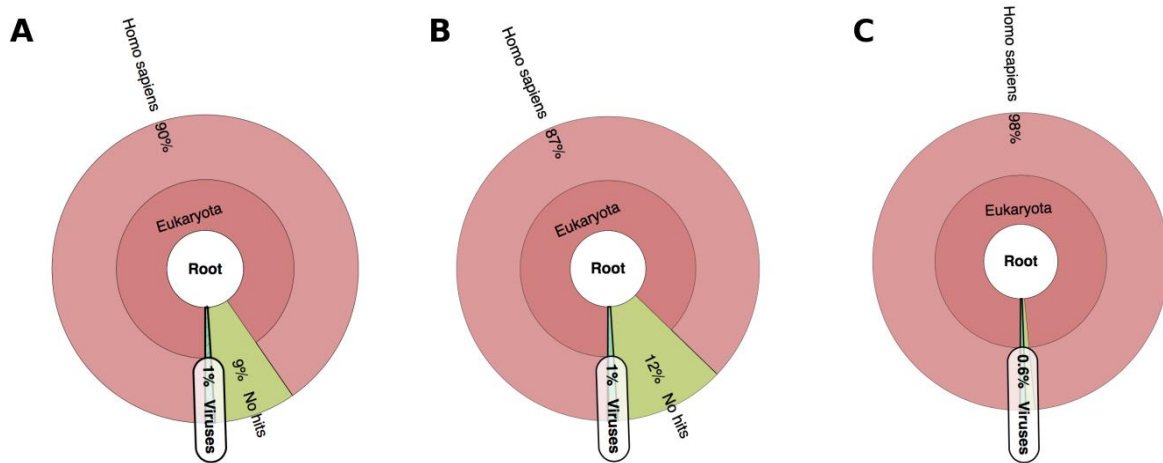 A
Homo sapiens 90%
Eukaryota
Root
9% No hits
1% Viruses
B
Homo sapiens 87%
Eukaryota
Root
12% No hits
1% Viruses
C
Homo sapiens 98%
Eukaryota
Root
0.6% Viruses